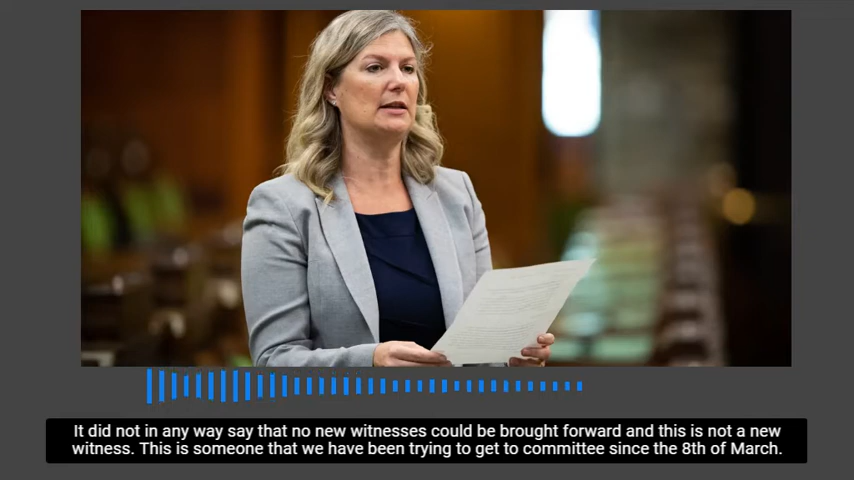 It did not in any way say that no new witnesses could be brought forward and this is not a new
witness. This is someone that we have been trying to get to committee since the 8th of March.